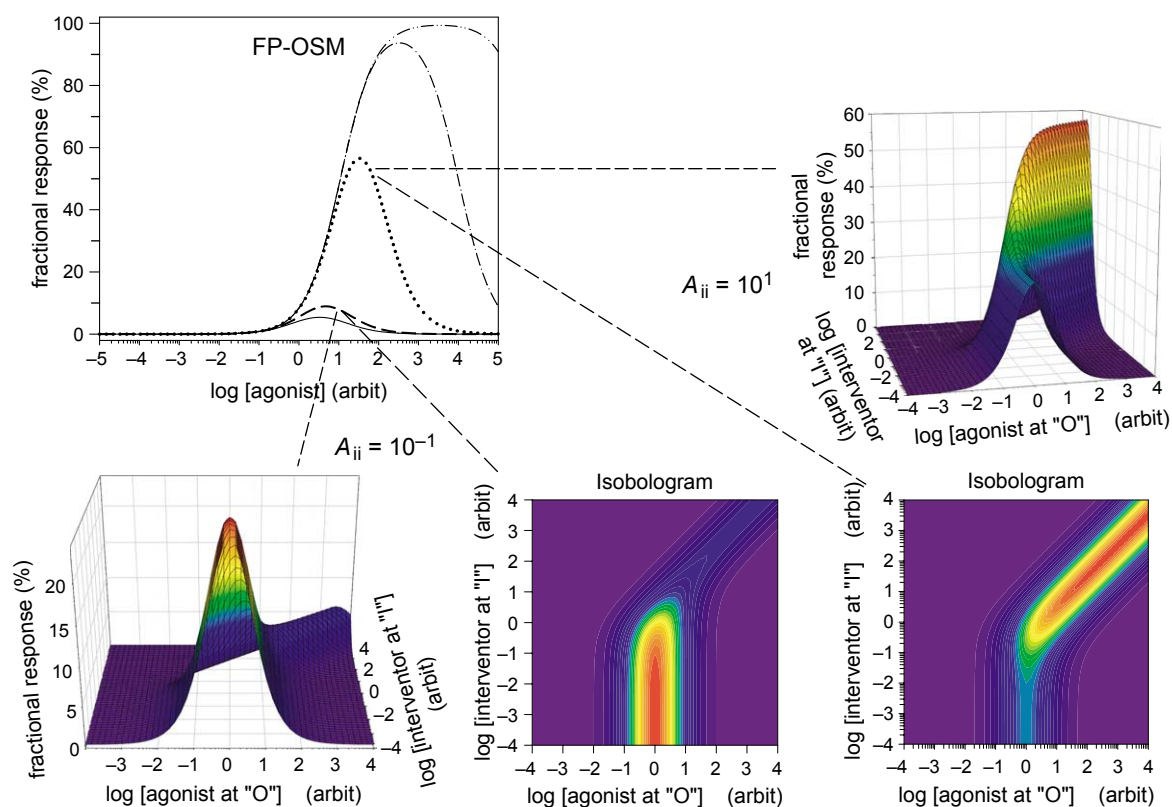 FP-OSM
fractional response (%)
100
80
60
40
20
0
–5 –4 –3 –2 –1 0 1 2 3 4 5
log [agonist] (arbit)
A_ii = 10^1
60
50
40
30
20
10
0
fractional
response (%)
2
0
–2
–4
log [interventor
at "I"] (arbit)
–4 –3 –2 –1 0 1 2 3 4
log [agonist at "O"] (arbit)
A_ii = 10^–1
20
15
10
5
0
fractional response (%)
4
2
0
–2
–4
log [interventor at "I"]
(arbit)
–3 –2 –1 0 1 2 3 4
log [agonist at "O"] (arbit)
Isobologram
4
3
2
1
0
–1
–2
–3
–4
log [interventor at "I"] (arbit)
–4 –3 –2 –1 0 1 2 3 4
log [agonist at "O"] (arbit)
Isobologram
4
3
2
1
0
–1
–2
–3
–4
log [interventor at "I"] (arbit)
–4 –3 –2 –1 0 1 2 3 4
log [agonist at "O"] (arbit)